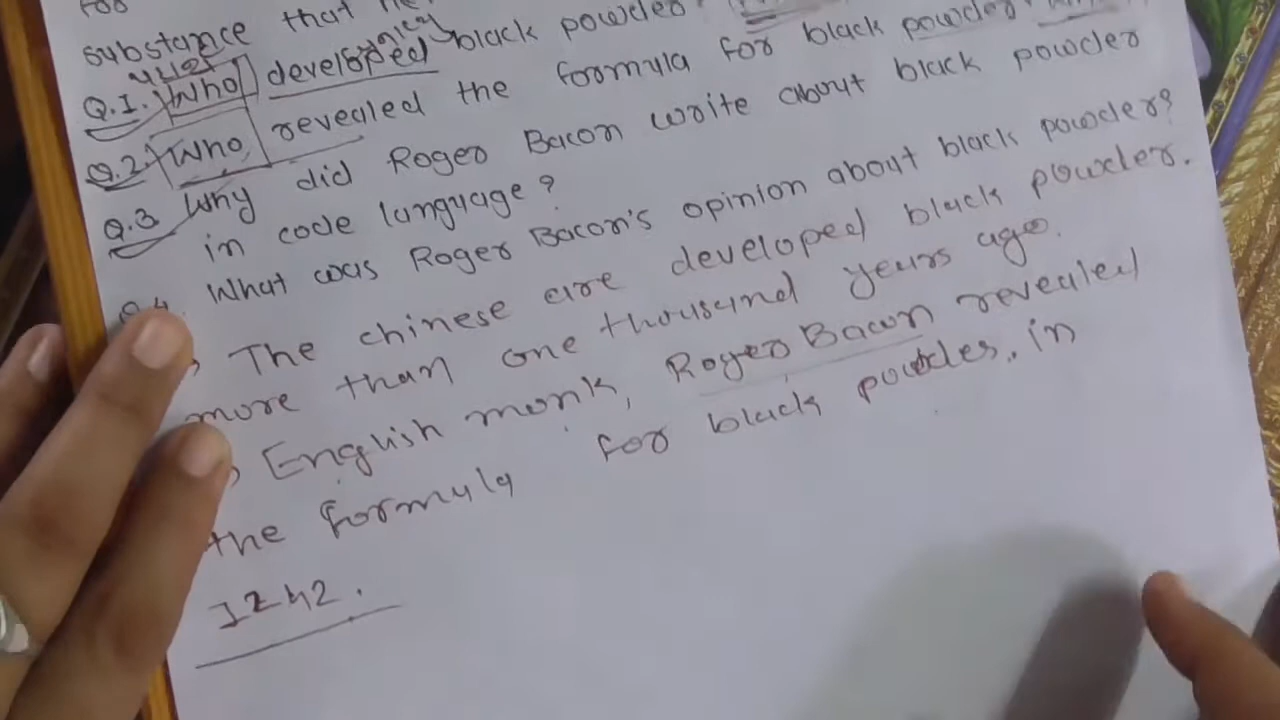 substance that
Q.1. Who developed black powder
Q.2 Who revealed the formula for black powder
Q.3 Why did Roger Bacon write about black powder
in code language?
Q.4. What was Roger Bacon's opinion about black powder?
The chinese are developed black powder.
more than one thousand years ago.
English monk, Roger Bacon revealed
the formula for black powder. in
1242.